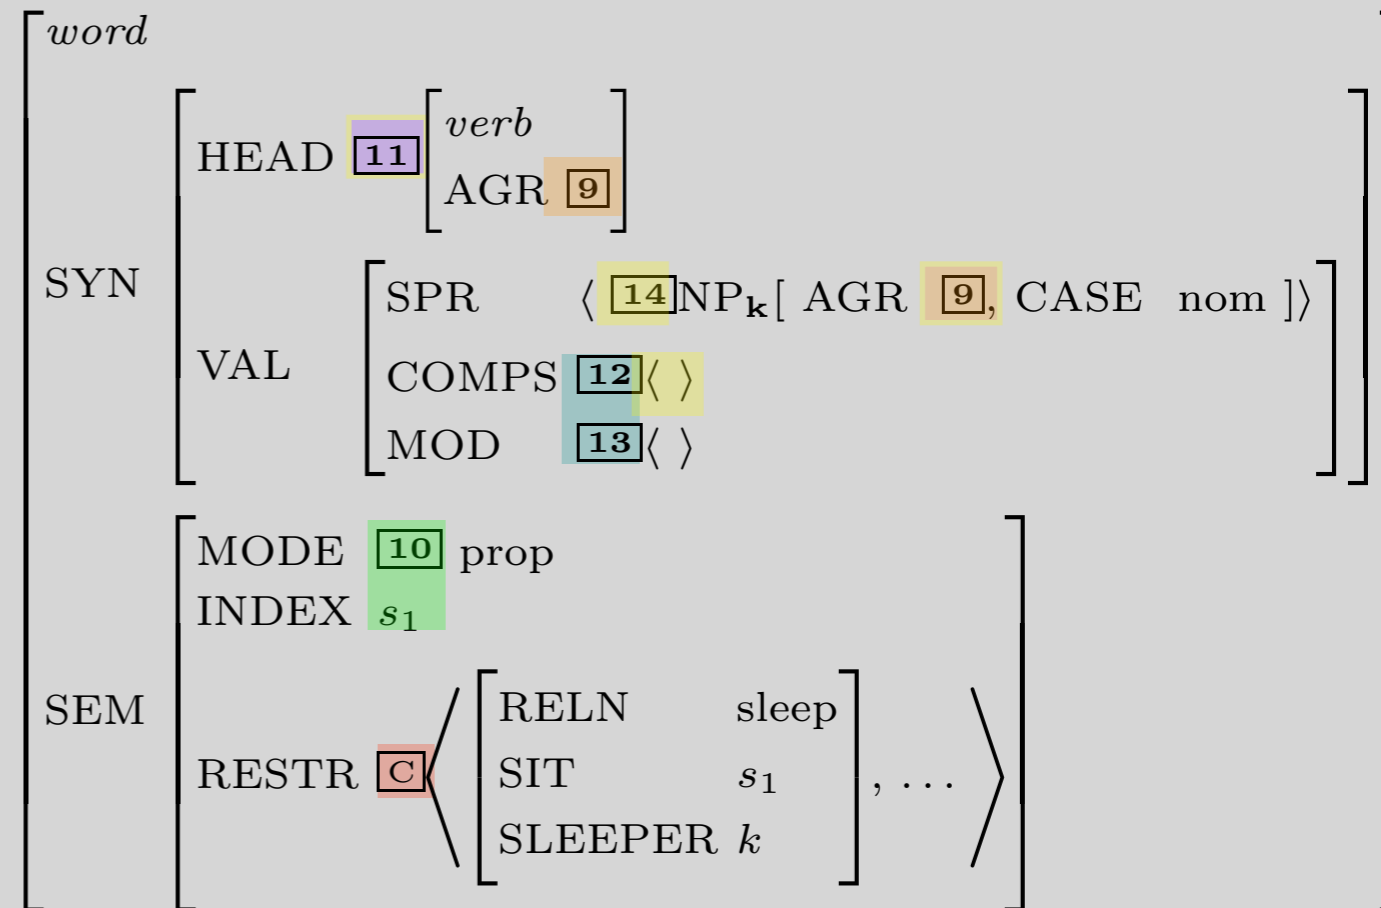 word
HEAD 11 verb
AGR 9
SYN
SPR ⟨ 14 NPk[ AGR 9, CASE nom ]⟩
VAL
COMPS 12 ⟨ ⟩
MOD 13 ⟨ ⟩
MODE 10 prop
INDEX s1
SEM
RELN sleep
RESTR C ⟨ SIT s1 , ... ⟩
SLEEPER k